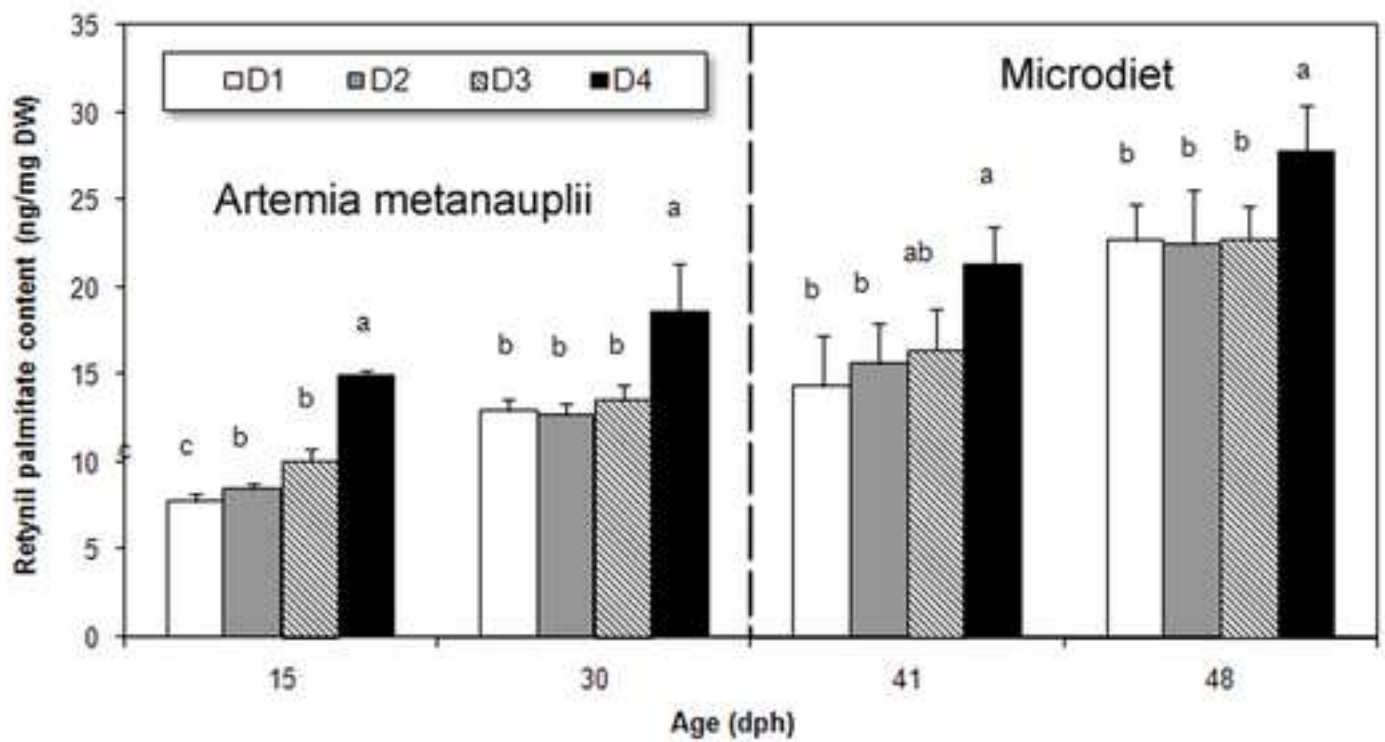 35
30
25
20
15
10
5
0
Retynil palmitate content (ng/mg DW)
D1 D2 D3 D4
Artemia metanauplii
Microdiet
c b b a
b b b a
b b ab a
b b b a
15 30 41 48
Age (dph)